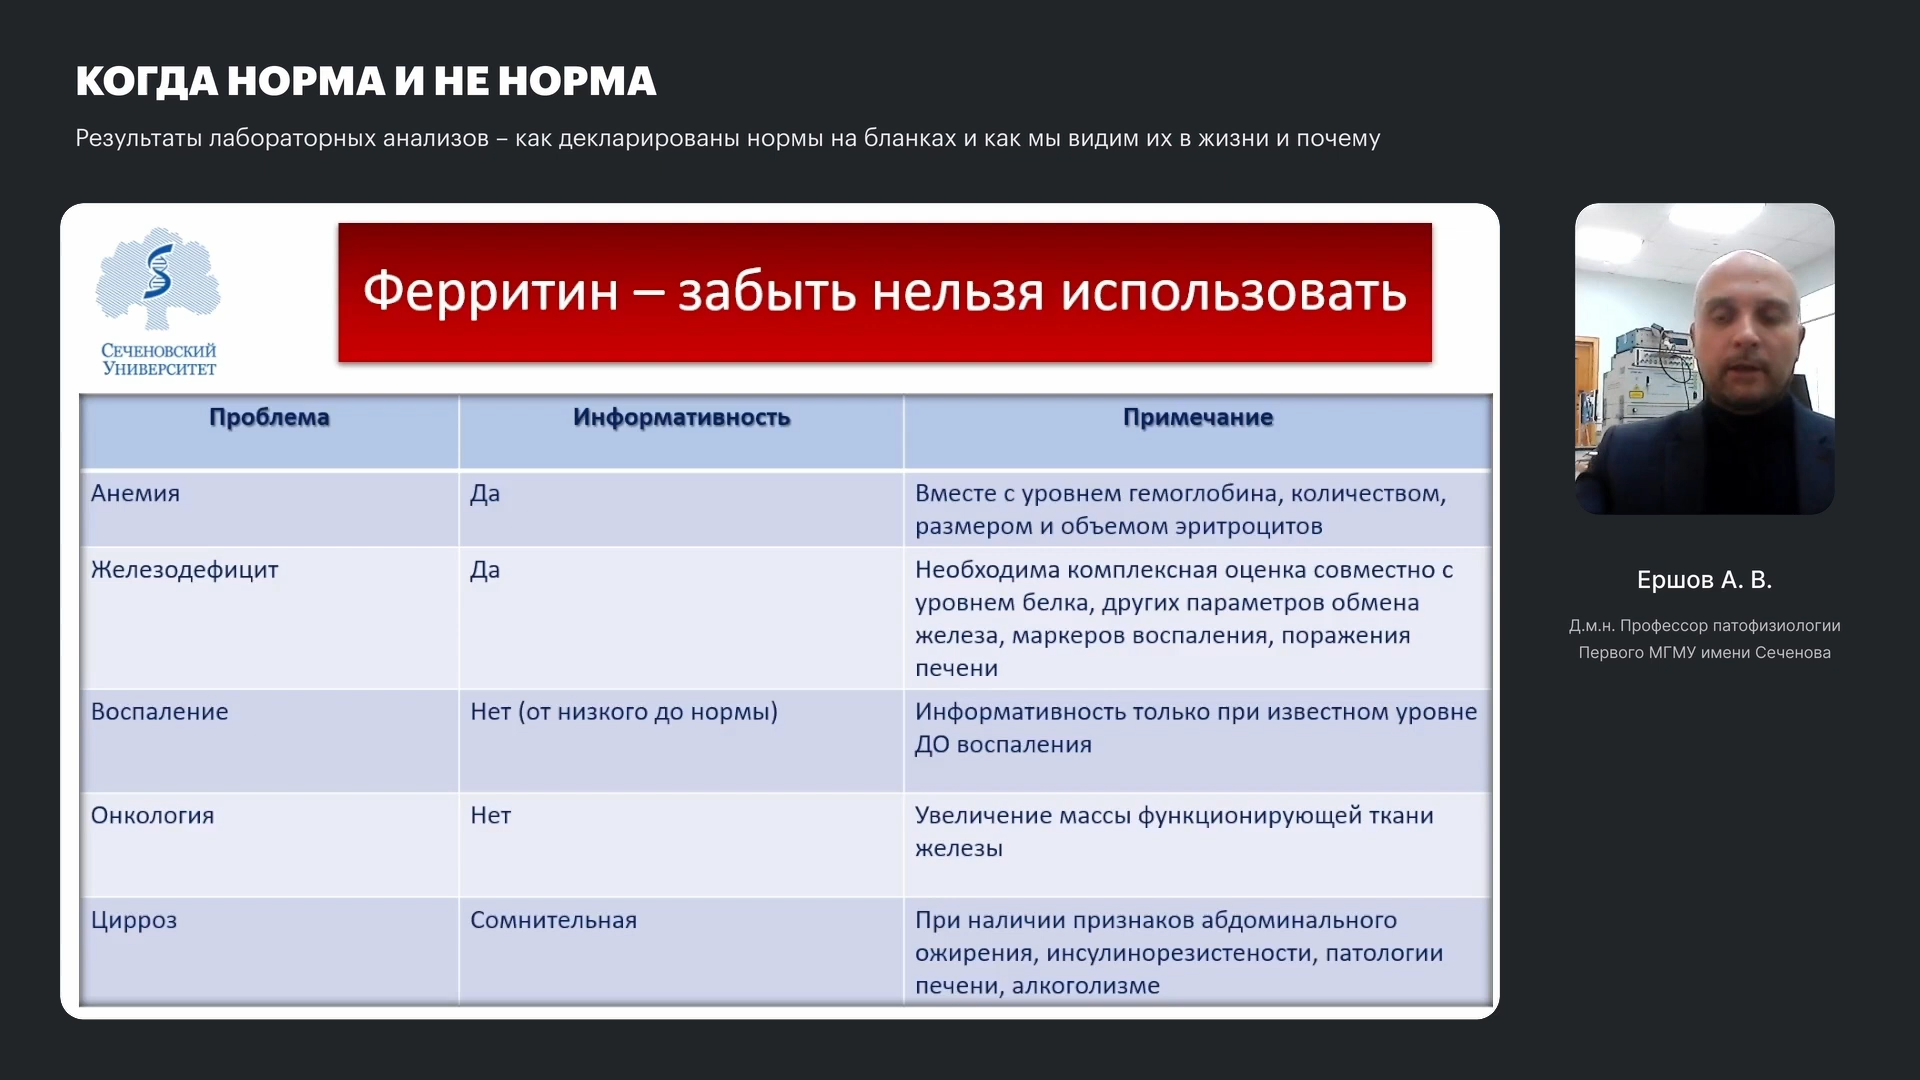 КОГДА НОРМА И НЕ НОРМА
Результаты лабораторных анализов – как декларированы нормы на бланках и как мы видим их в жизни и почему
СЕЧЕНОВСКИЙ
УНИВЕРСИТЕТ
Ферритин – забыть нельзя использовать
Проблема
Информативность
Примечание
Анемия
Да
Вместе с уровнем гемоглобина, количеством,
размером и объемом эритроцитов
Железодефицит
Да
Необходима комплексная оценка совместно с
уровнем белка, других параметров обмена
железа, маркеров воспаления, поражения
печени
Воспаление
Нет (от низкого до нормы)
Информативность только при известном уровне
ДО воспаления
Онкология
Нет
Увеличение массы функционирующей ткани
железы
Цирроз
Сомнительная
При наличии признаков абдоминального
ожирения, инсулинорезистености, патологии
печени, алкоголизме
Ершов А. В.
Д.м.н. Профессор патофизиологии
Первого МГМУ имени Сеченова